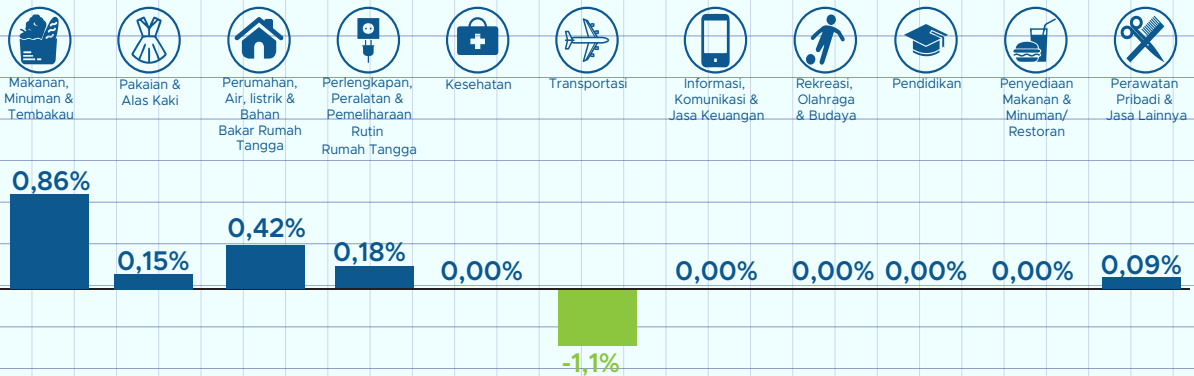 Makanan,
Minuman &
Tembakau
Pakaian &
Alas Kaki
Perumahan,
Air, listrik &
Bahan
Bakar Rumah
Tangga
Perlengkapan,
Peralatan &
Pemeliharaan
Rutin
Rumah Tangga
Kesehatan
Transportasi
Informasi,
Komunikasi &
Jasa Keuangan
Rekreasi,
Olahraga
& Budaya
Pendidikan
Penyediaan
Makanan &
Minuman/
Restoran
Perawatan
Pribadi &
Jasa Lainnya
0,86%
0,15%
0,42%
0,18%
0,00%
-1,1%
0,00%
0,00%
0,00%
0,00%
0,09%